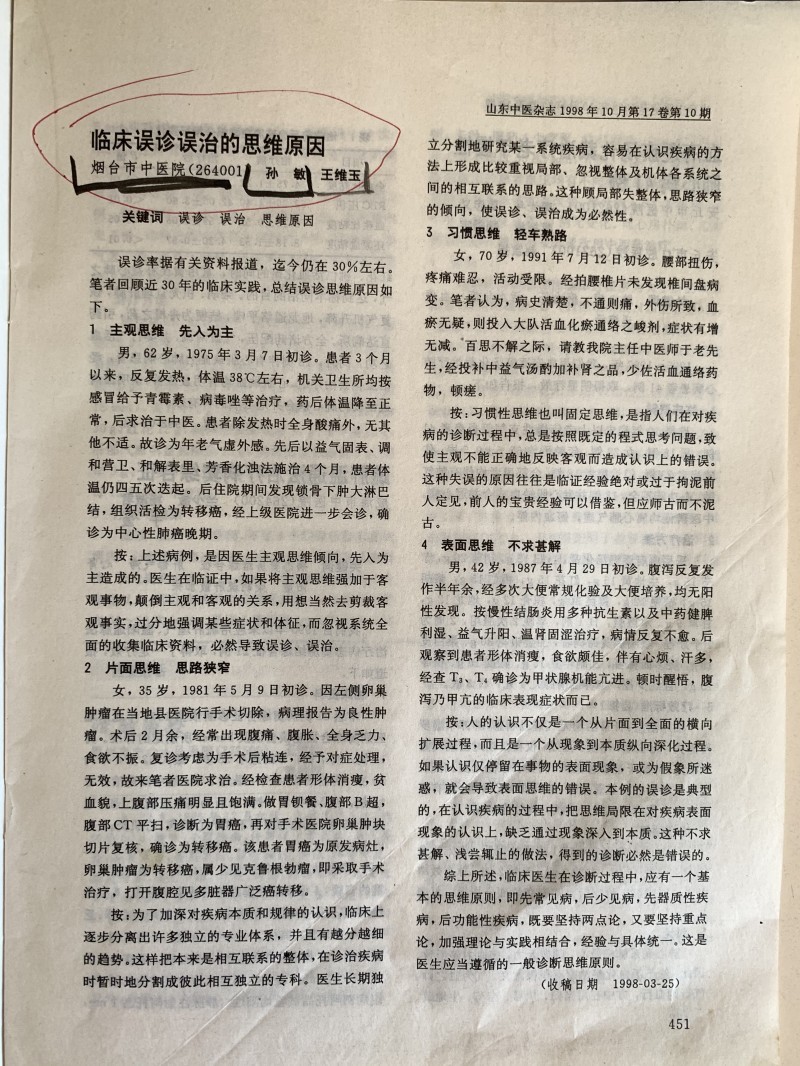 山东中医杂志 1998 年 10 月第 17 卷第 10 期
临床误诊误治的思维原因
烟台市中医院(264001 孙 敏 王维玉
关键词 误诊 误治 思维原因
误诊率据有关资料报道，迄今仍在 30%左右。
笔者回顾近 30 年的临床实践，总结误诊思维原因如
下。
1 主观思维 先入为主
男，62 岁，1975 年 3 月 7 日初诊。患者 3 个月
以来，反复发热，体温 38℃左右，机关卫生所均按
感冒给予青霉素、病毒唑等治疗，药后体温降至正
常，后求治于中医。患者除发热时全身酸痛外，无其
他不适。故诊为年老气虚外感。先后以益气固表、调
和营卫、和解表里、芳香化浊法施治 4 个月，患者体
温仍四五次迭起。后住院期间发现锁骨下肿大淋巴
结，组织活检为转移癌，经上级医院进一步会诊，确
诊为中心性肺癌晚期。
按：上述病例，是因医生主观思维倾向，先入为
主造成的。医生在临证中，如果将主观思维强加于客
观事物，颠倒主观和客观的关系，用想当然去剪裁客
观事实，过分地强调某些症状和体征，而忽视系统全
面的收集临床资料，必然导致误诊、误治。
2 片面思维 思路狭窄
女，35 岁，1981 年 5 月 9 日初诊。因左侧卵巢
肿瘤在当地县医院行手术切除，病理报告为良性肿
瘤。术后 2 月余，经常出现腹痛、腹胀、全身乏力、
食欲不振。复诊考虑为手术后粘连，经予对症处理，
无效，故来笔者医院求治。经检查患者形体消瘦，贫
血貌，上腹部压痛明显且饱满。做胃钡餐、腹部 B 超，
腹部 CT 平扫，诊断为胃癌，再对手术医院卵巢肿块
切片复核，确诊为转移癌。该患者胃癌为原发病灶，
卵巢肿瘤为转移癌，属少见克鲁根勃瘤，即采取手术
治疗，打开腹腔见多脏器广泛癌转移。
按：为了加深对疾病本质和规律的认识，临床上
逐步分离出许多独立的专业体系，并且有越分越细
的趋势。这样把本来是相互联系的整体，在诊治疾病
时暂时地分割成彼此相互独立的专科。医生长期独
立分割地研究某一系统疾病，容易在认识疾病的方
法上形成比较重视局部、忽视整体及机体各系统之
间的相互联系的思路。这种顾局部失整体，思路狭窄
的倾向，使误诊、误治成为必然性。
3 习惯思维 轻车熟路
女，70 岁，1991 年 7 月 12 日初诊。腰部扭伤，
疼痛难忍，活动受限。经拍腰椎片未发现椎间盘病
变。笔者认为，病史清楚，不通则痛，外伤所致，血
瘀无疑，则投入大队活血化瘀通络之峻剂，症状有增
无减。百思不解之际，请教我院主任中医师于老先
生，经投补中益气汤酌加补肾之品，少佐活血通络药
物，顿瘥。
按：习惯性思维也叫固定思维，是指人们在对疾
病的诊断过程中，总是按照既定的程式思考问题，致
使主观不能正确地反映客观而造成认识上的错误。
这种失误的原因往往是临证经验绝对或过于拘泥前
人定见，前人的宝贵经验可以借鉴，但应师古而不泥
古。
4 表面思维 不求甚解
男，42 岁，1987 年 4 月 29 日初诊。腹泻反复发
作半年余，经多次大便常规化验及大便培养，均无阳
性发现。按慢性结肠炎用多种抗生素以及中药健脾
利湿、益气升阳、温肾固涩治疗，病情反复不愈。后
观察到患者形体消瘦，食欲颇佳，伴有心烦、汗多，
经查 T₃、T₄ 确诊为甲状腺机能亢进。顿时醒悟，腹
泻乃甲亢的临床表现症状而已。
按：人的认识不仅是一个从片面到全面的横向
扩展过程，而且是一个从现象到本质纵向深化过程。
如果认识仅停留在事物的表面现象，或为假象所迷
惑，就会导致表面思维的错误。本例的误诊是典型
的，在认识疾病的过程中，把思维局限在对疾病表面
现象的认识上，缺乏通过现象深入到本质。这种不求
甚解、浅尝辄止的做法，得到的诊断必然是错误的。
综上所述，临床医生在诊断过程中，应有一个基
本的思维原则，即先常见病，后少见病，先器质性疾
病，后功能性疾病，既要坚持两点论，又要坚持重点
论，加强理论与实践相结合，经验与具体统一。这是
医生应当遵循的一般诊断思维原则。
(收稿日期 1998-03-25)
451